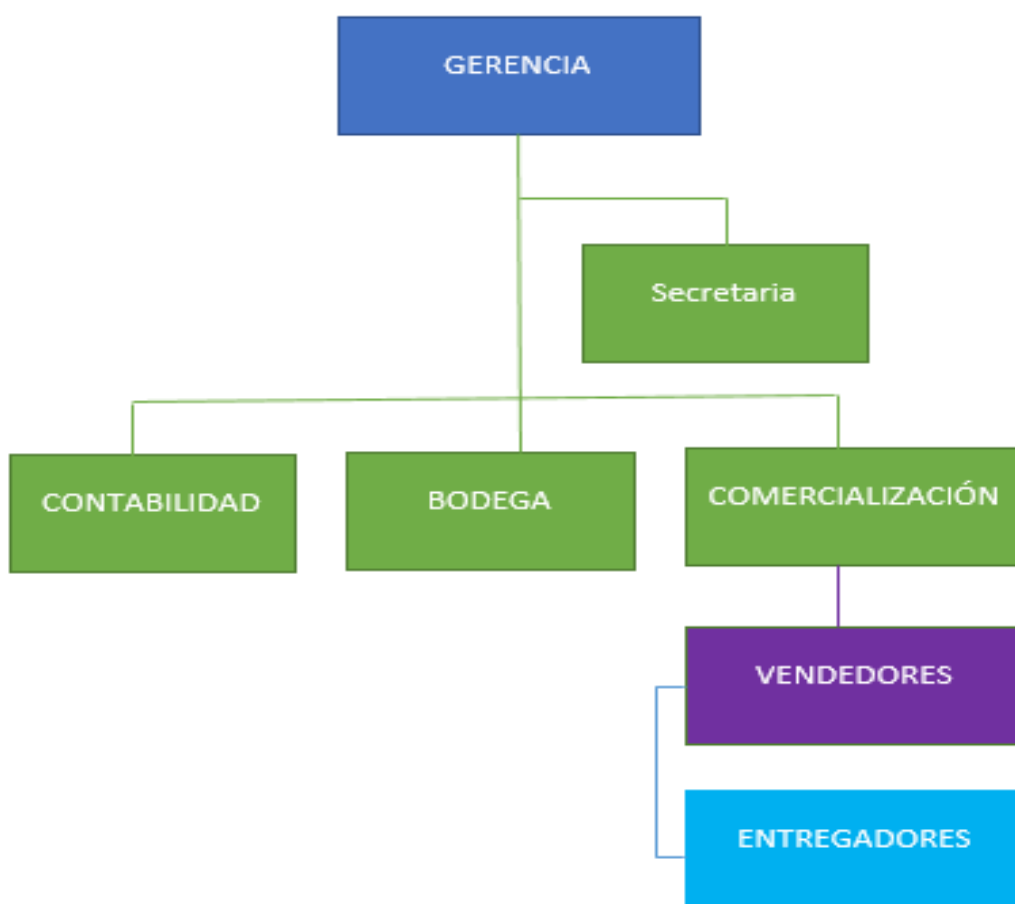 GERENCIA
Secretaria
CONTABILIDAD
BODEGA
COMERCIALIZACIÓN
VENDEDORES
ENTREGADORES